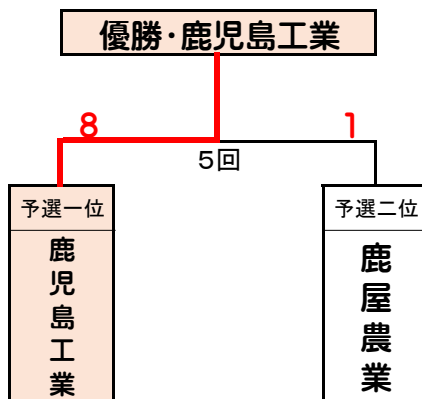 優勝・鹿児島工業
8
1
5回
予選一位
予選二位
鹿児島工業
鹿屋農業